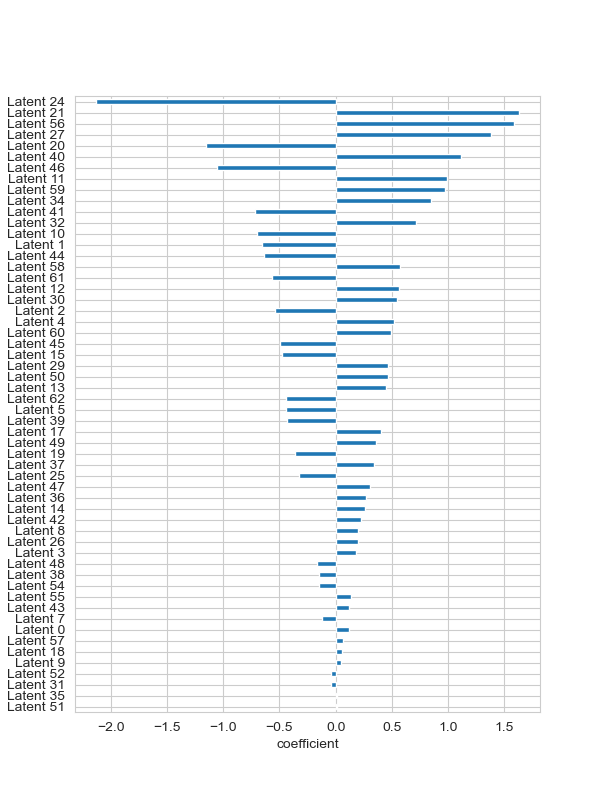 Latent 24
Latent 21
Latent 56
Latent 27
Latent 20
Latent 40
Latent 46
Latent 11
Latent 59
Latent 34
Latent 41
Latent 32
Latent 10
Latent 1
Latent 44
Latent 58
Latent 61
Latent 12
Latent 30
Latent 2
Latent 4
Latent 60
Latent 45
Latent 15
Latent 29
Latent 50
Latent 13
Latent 62
Latent 5
Latent 39
Latent 17
Latent 49
Latent 19
Latent 37
Latent 25
Latent 47
Latent 36
Latent 14
Latent 42
Latent 8
Latent 26
Latent 3
Latent 48
Latent 38
Latent 54
Latent 55
Latent 43
Latent 7
Latent 0
Latent 57
Latent 18
Latent 9
Latent 52
Latent 31
Latent 35
Latent 51
−2.0 −1.5 −1.0 −0.5 0.0 0.5 1.0 1.5
coefficient